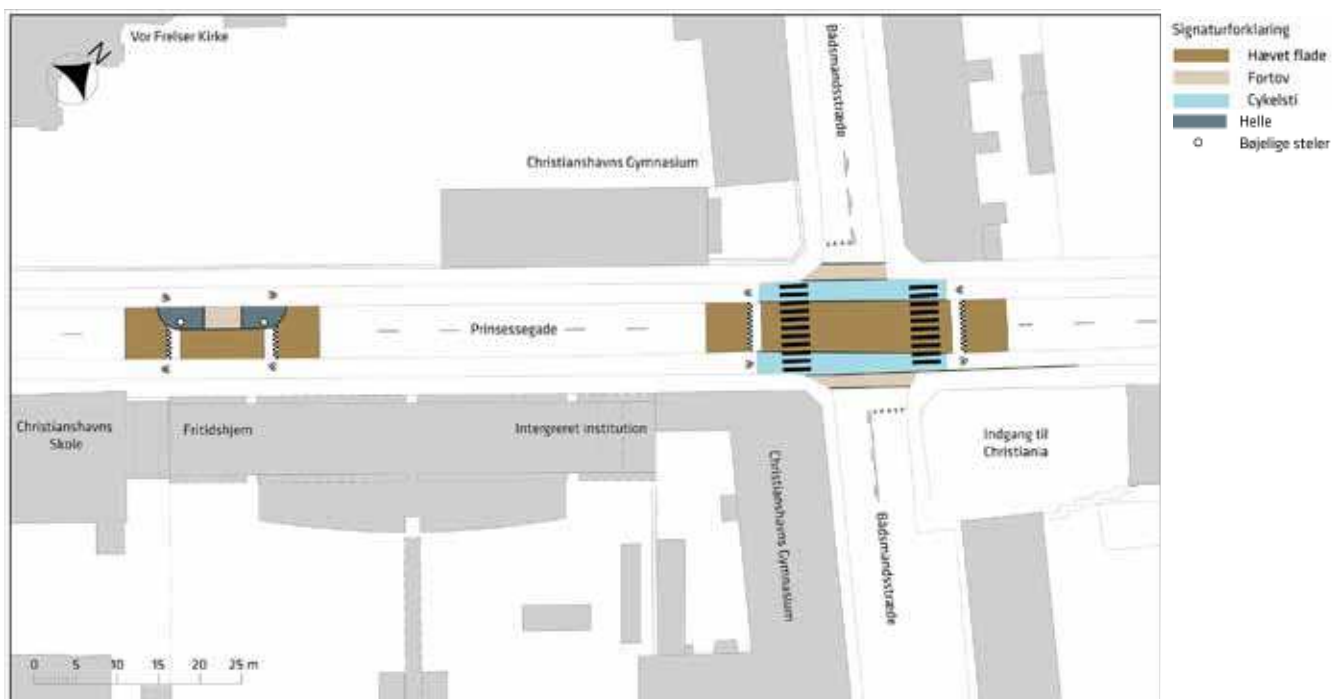 N
Vor Frelser Kirke
Bådsmandsstræde
Signaturforklaring
Hævet flade
Fortov
Cykelsti
Helle
Bøjelige steler
Christianshavns Gymnasium
Prinsessegade
Christianshavns
Skole
Fritidshjem
Intergreret institution
Christianshavns Gymnasium
Indgang til
Christiania
Bådsmandsstræde
0 5 10 15 20 25 m